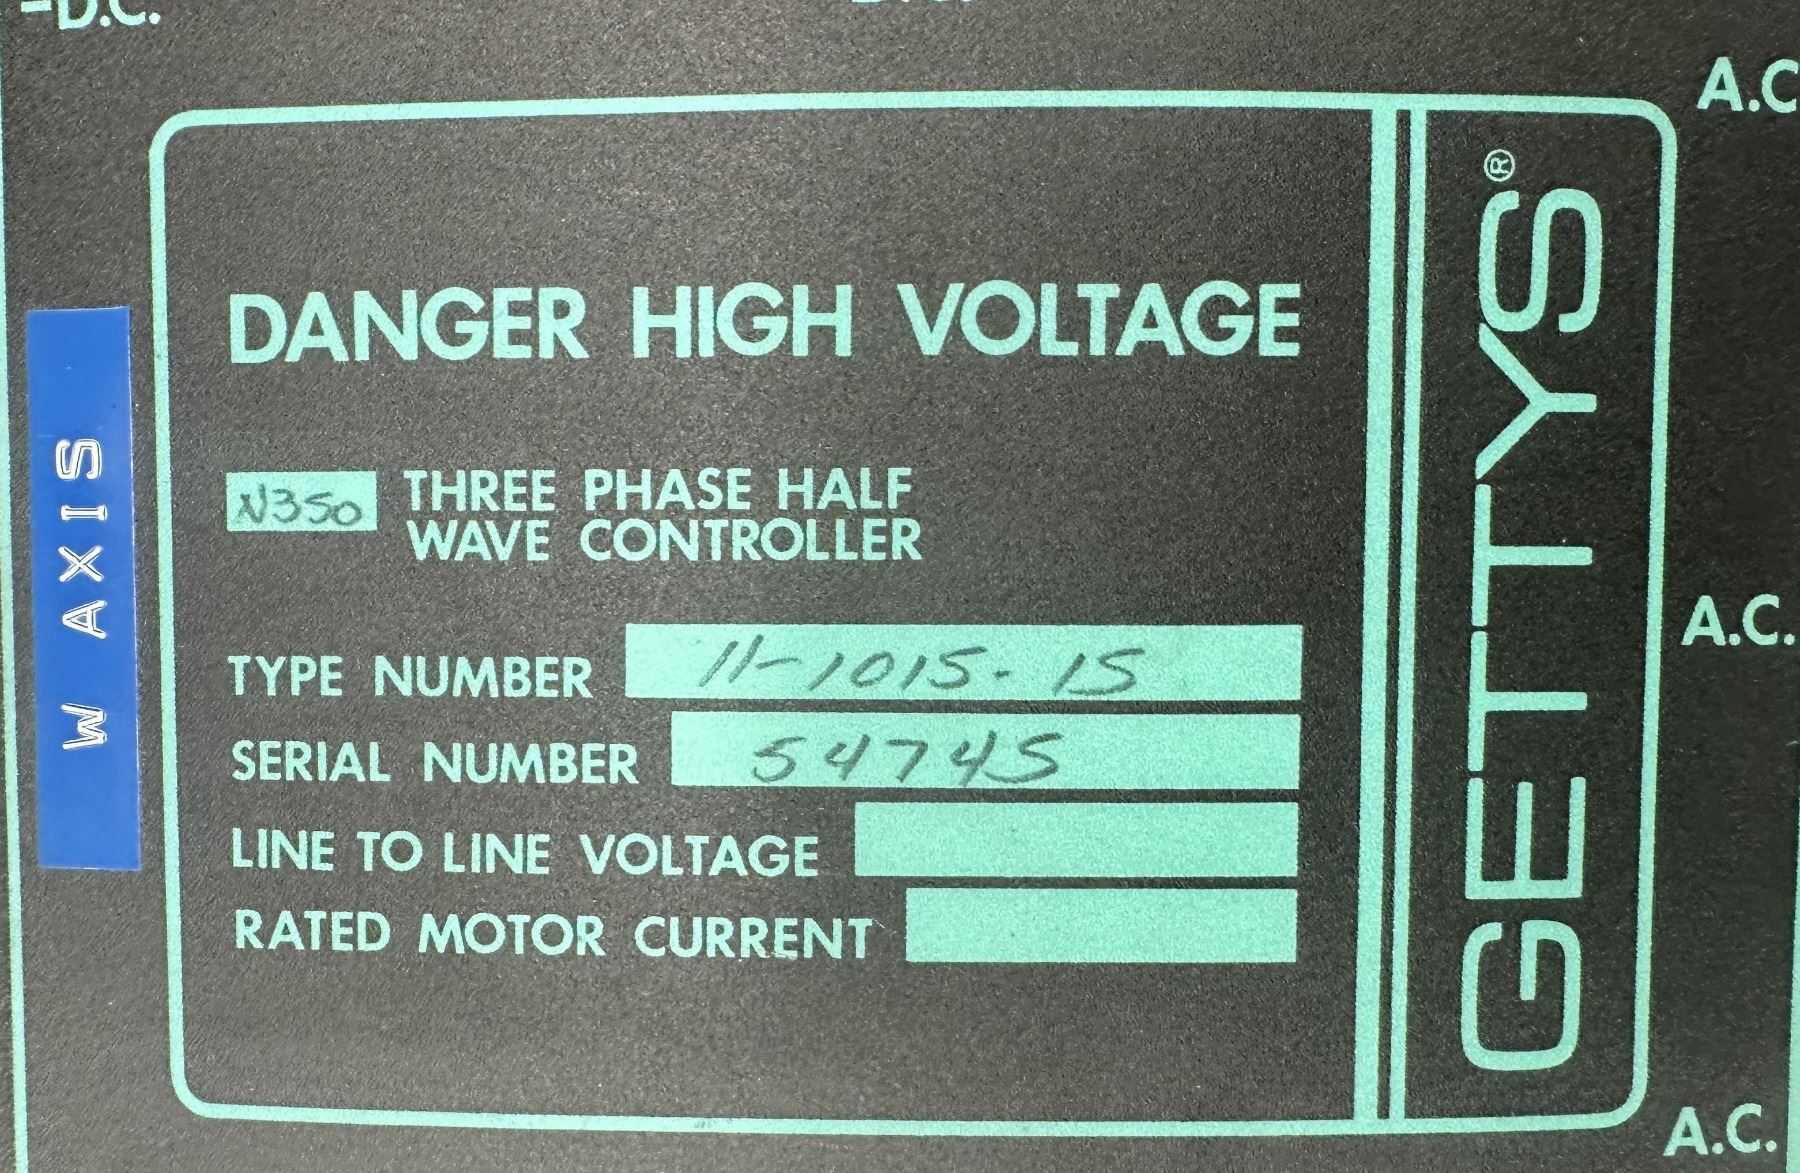 -D.C.
A.C
DANGER HIGH VOLTAGE
N350 THREE PHASE HALF
WAVE CONTROLLER
TYPE NUMBER 11-1015-15
SERIAL NUMBER 54745
LINE TO LINE VOLTAGE
RATED MOTOR CURRENT
GETTYS®
W AXIS
A.C.
A.C.